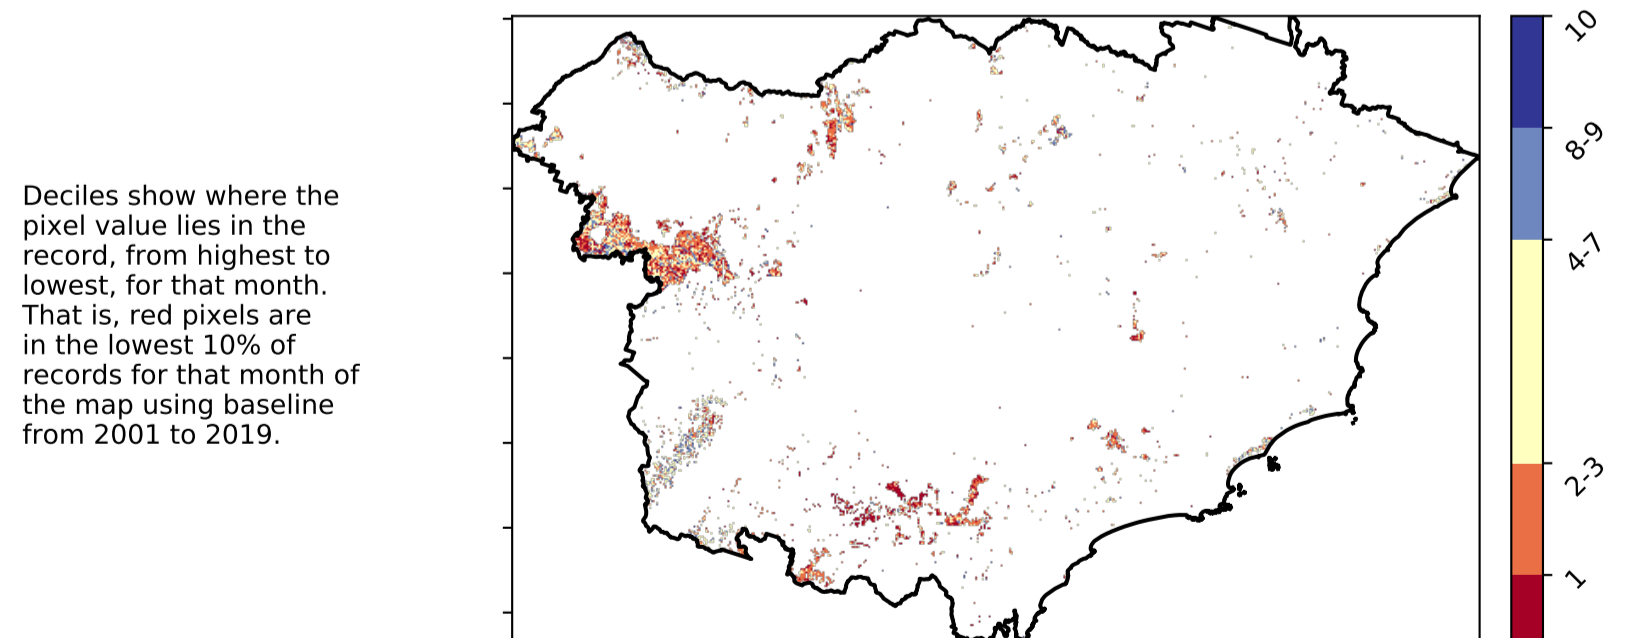 Deciles show where the
pixel value lies in the
record, from highest to
lowest, for that month.
That is, red pixels are
in the lowest 10% of
records for that month of
the map using baseline
from 2001 to 2019.
10
8-9
4-7
2-3
1